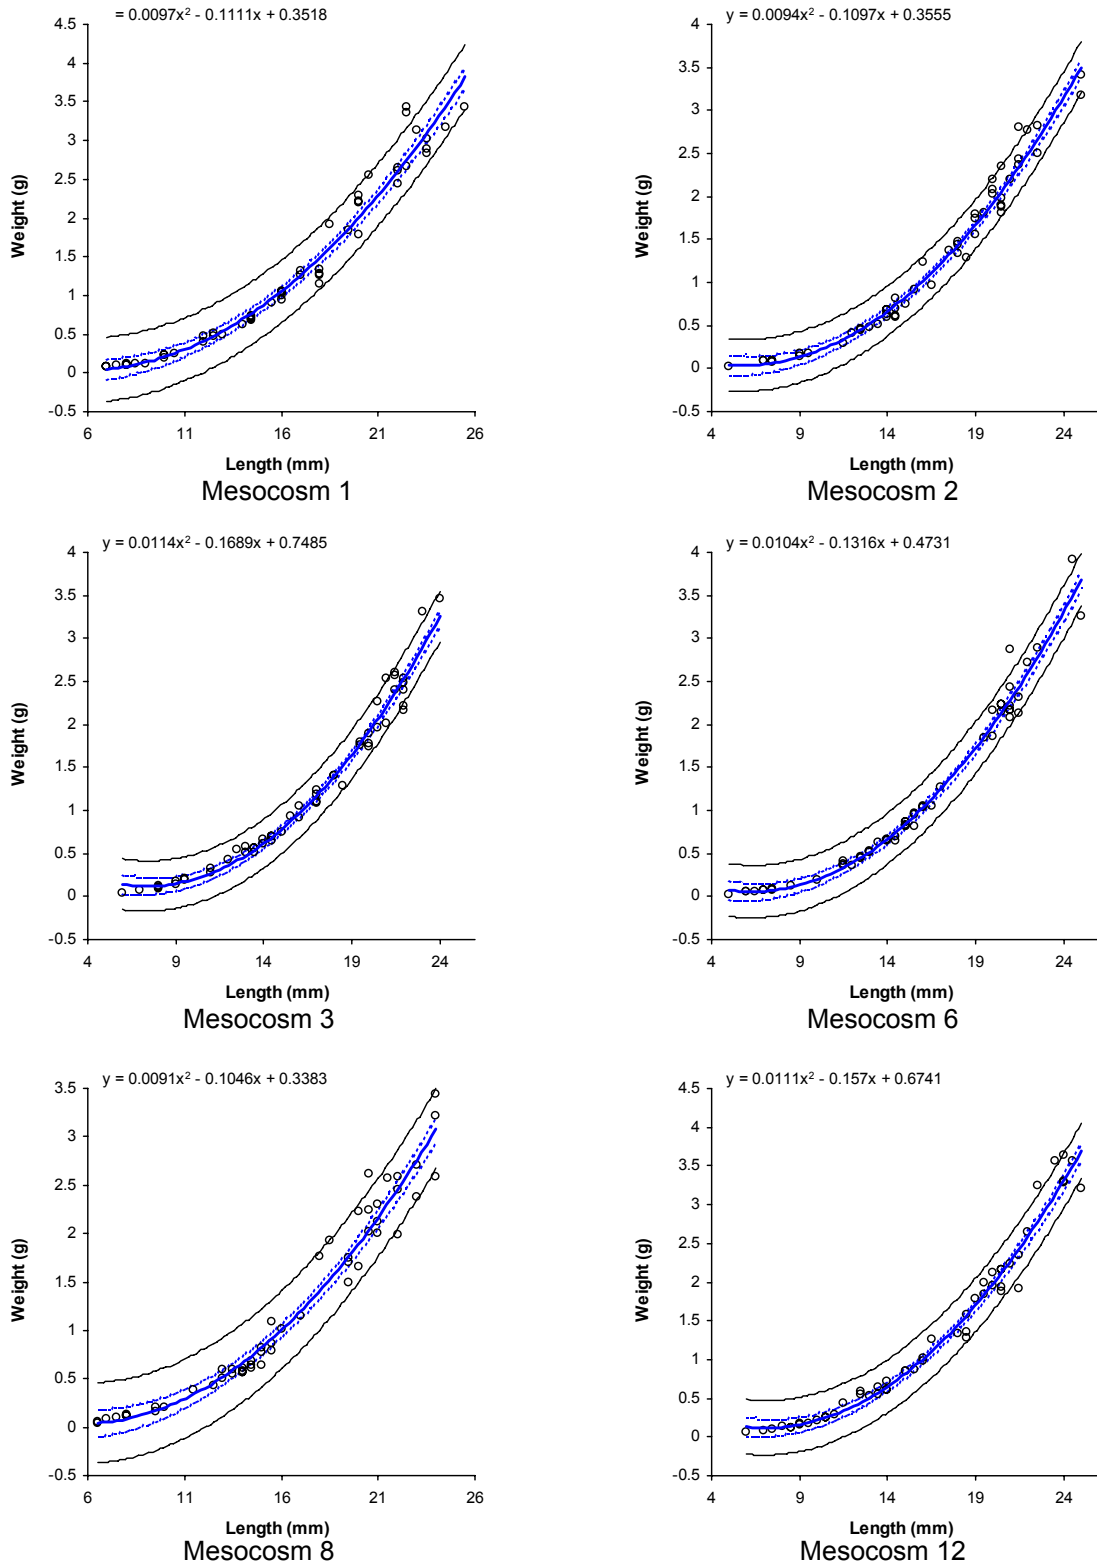 = 0.0097x² - 0.1111x + 0.3518
4.5
4
3.5
3
2.5
2
1.5
1
0.5
0
-0.5
Weight (g)
6 11 16 21 26
Length (mm)
Mesocosm 1
y = 0.0094x² - 0.1097x + 0.3555
4
3.5
3
2.5
2
1.5
1
0.5
0
-0.5
Weight (g)
4 9 14 19 24
Length (mm)
Mesocosm 2
y = 0.0114x² - 0.1689x + 0.7485
4
3.5
3
2.5
2
1.5
1
0.5
0
-0.5
Weight (g)
4 9 14 19 24
Length (mm)
Mesocosm 3
y = 0.0104x² - 0.1316x + 0.4731
4
3.5
3
2.5
2
1.5
1
0.5
0
-0.5
Weight (g)
4 9 14 19 24
Length (mm)
Mesocosm 6
y = 0.0091x² - 0.1046x + 0.3383
3.5
3
2.5
2
1.5
1
0.5
0
-0.5
Weight (g)
6 11 16 21 26
Length (mm)
Mesocosm 8
y = 0.0111x² - 0.157x + 0.6741
4.5
4
3.5
3
2.5
2
1.5
1
0.5
0
-0.5
Weight (g)
4 9 14 19 24
Length (mm)
Mesocosm 12